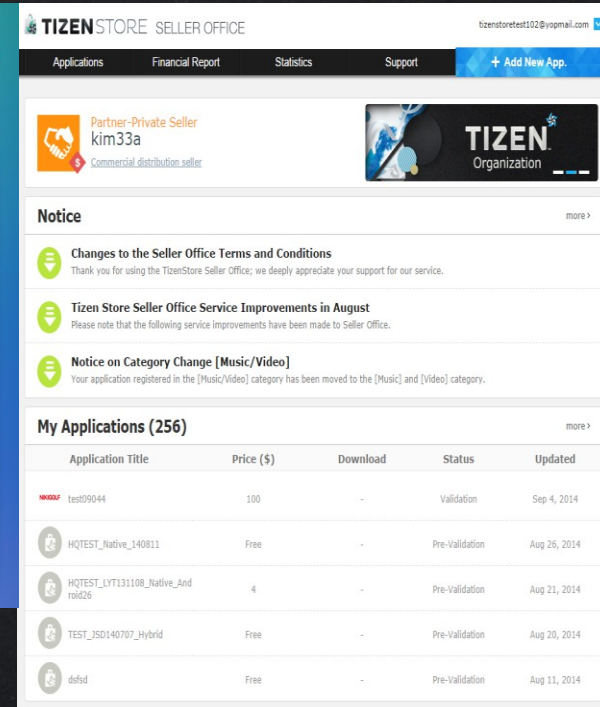 TIZEN STORE SELLER OFFICE
tizenstoretest102@yopmail.com
Applications Financial Report Statistics Support + Add New App.
Partner-Private Seller
kim33a
Commercial distribution seller
TIZEN
Organization
Notice more >
Changes to the Seller Office Terms and Conditions
Thank you for using the TizenStore Seller Office; we deeply appreciate your support for our service.
Tizen Store Seller Office Service Improvements in August
Please note that the following service improvements have been made to Seller Office.
Notice on Category Change [Music/Video]
Your application registered in the [Music/Video] category has been moved to the [Music] and [Video] category.
My Applications (256) more >
Application Title Price ($) Download Status Updated
NIKIGOLF test09044 100 - Validation Sep 4, 2014
HQTEST_Native_140811 Free - Pre-Validation Aug 26, 2014
HQTEST_LYT131108_Native_And
roid26 4 - Pre-Validation Aug 21, 2014
TEST_JSD140707_Hybrid Free - Pre-Validation Aug 20, 2014
dsfsd Free - Pre-Validation Aug 11, 2014